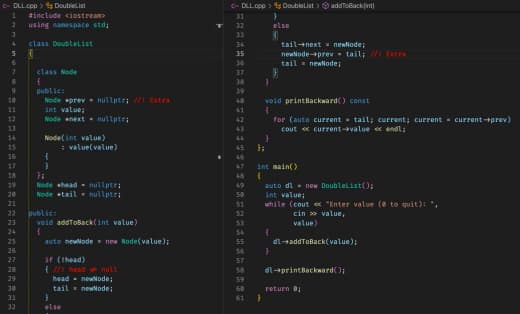 DLL.cpp > DoubleList
1 #include <iostream>
2 using namespace std;
3
4 class DoubleList
5 {
6
7 class Node
8 {
9 public:
10 Node *prev = nullptr; //! Extra
11 int value;
12 Node *next = nullptr;
13
14 Node(int value)
15 : value(value)
16 {
17 }
18 };
19 Node *head = nullptr;
20 Node *tail = nullptr;
21
22 public:
23 void addToBack(int value)
24 {
25 auto newNode = new Node(value);
26
27 if (!head)
28 { //! head == null
29 head = newNode;
30 tail = newNode;
31 }
32 else
DLL.cpp > DoubleList > addToBack(int)
31 }
32 else
33 {
34 tail->next = newNode;
35 newNode->prev = tail; //! Extra
36 tail = newNode;
37 }
38 }
39
40 void printBackward() const
41 {
42 for (auto current = tail; current; current = current->prev)
43 cout << current->value << endl;
44 }
45 };
46
47 int main()
48 {
49 auto dl = new DoubleList();
50 int value;
51 while (cout << "Enter value (0 to quit): ",
52 cin >> value,
53 value)
54 {
55 dl->addToBack(value);
56 }
57
58 dl->printBackward();
59
60 return 0;
61 }